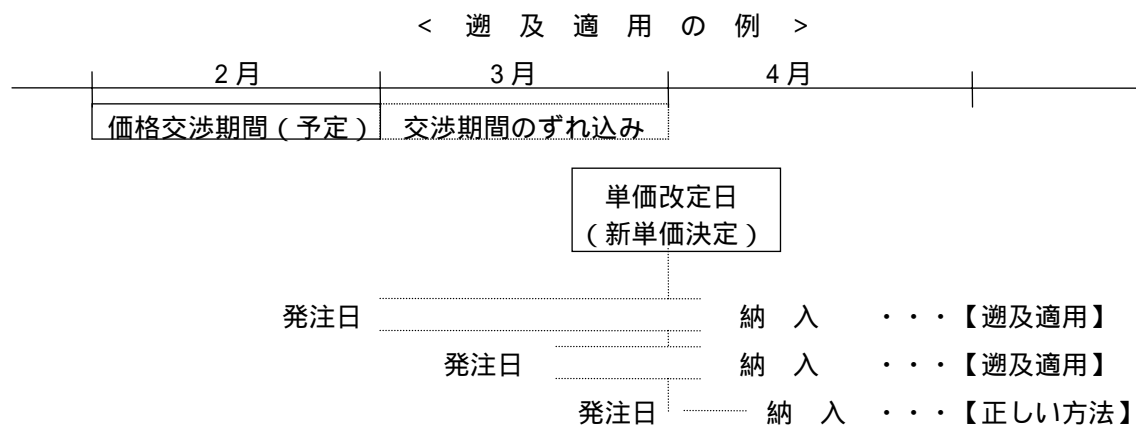 < 遡 及 適 用 の 例 >
2月 3月 4月
価格交渉期間(予定) 交渉期間のずれ込み
単価改定日
(新単価決定)
発注日 納 入 ・・・【遡及適用】
発注日 納 入 ・・・【遡及適用】
発注日 納 入 ・・・【正しい方法】